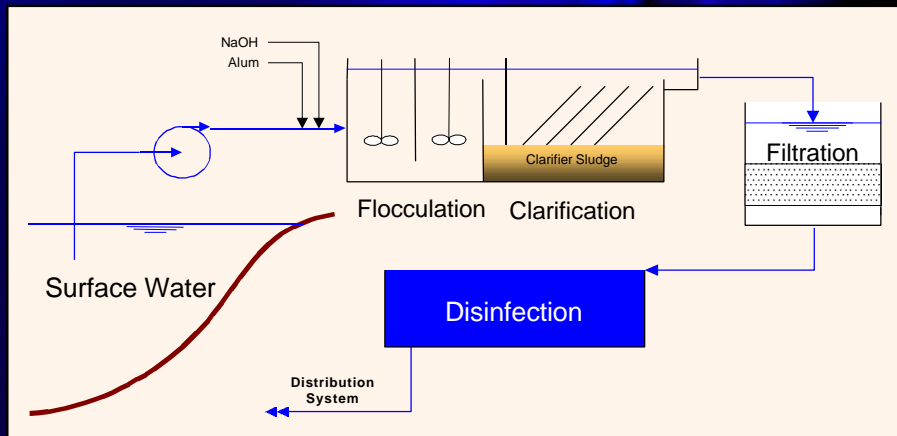 NaOH
Alum
Clarifier Sludge
Filtration
Flocculation
Clarification
Surface Water
Disinfection
Distribution
System